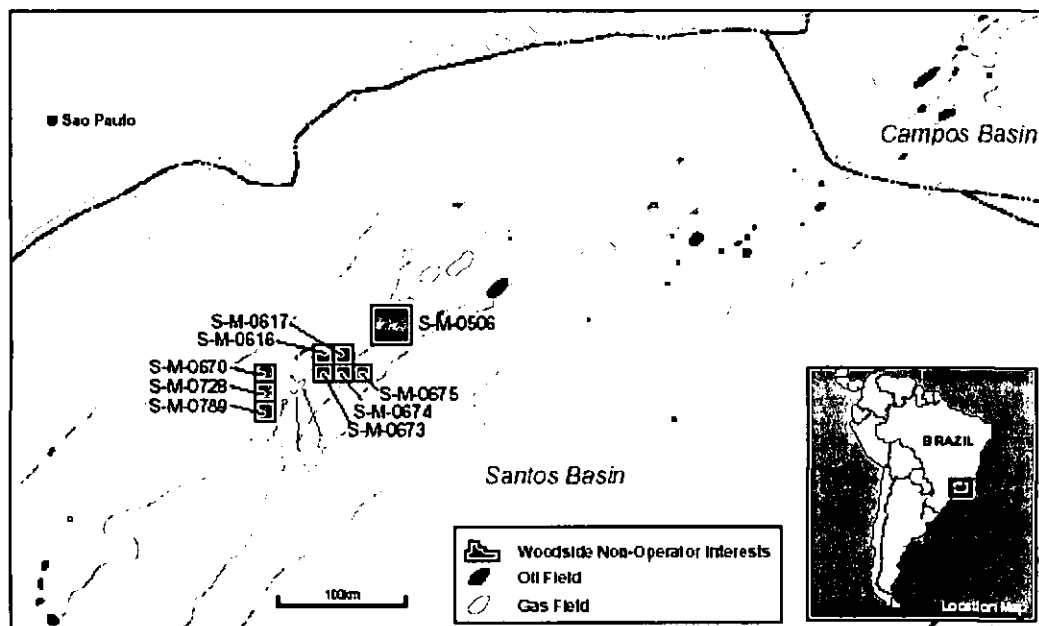 Sao Paulo
Campos Basin
S-M-0617
S-M-0506
S-M-0616
S-M-0670
S-M-0728
S-M-0789
S-M-0675
S-M-0674
S-M-0673
Santos Basin
BRAZIL
Woodside Non-Operator Interests
Oil Field
Gas Field
100km
Location Map